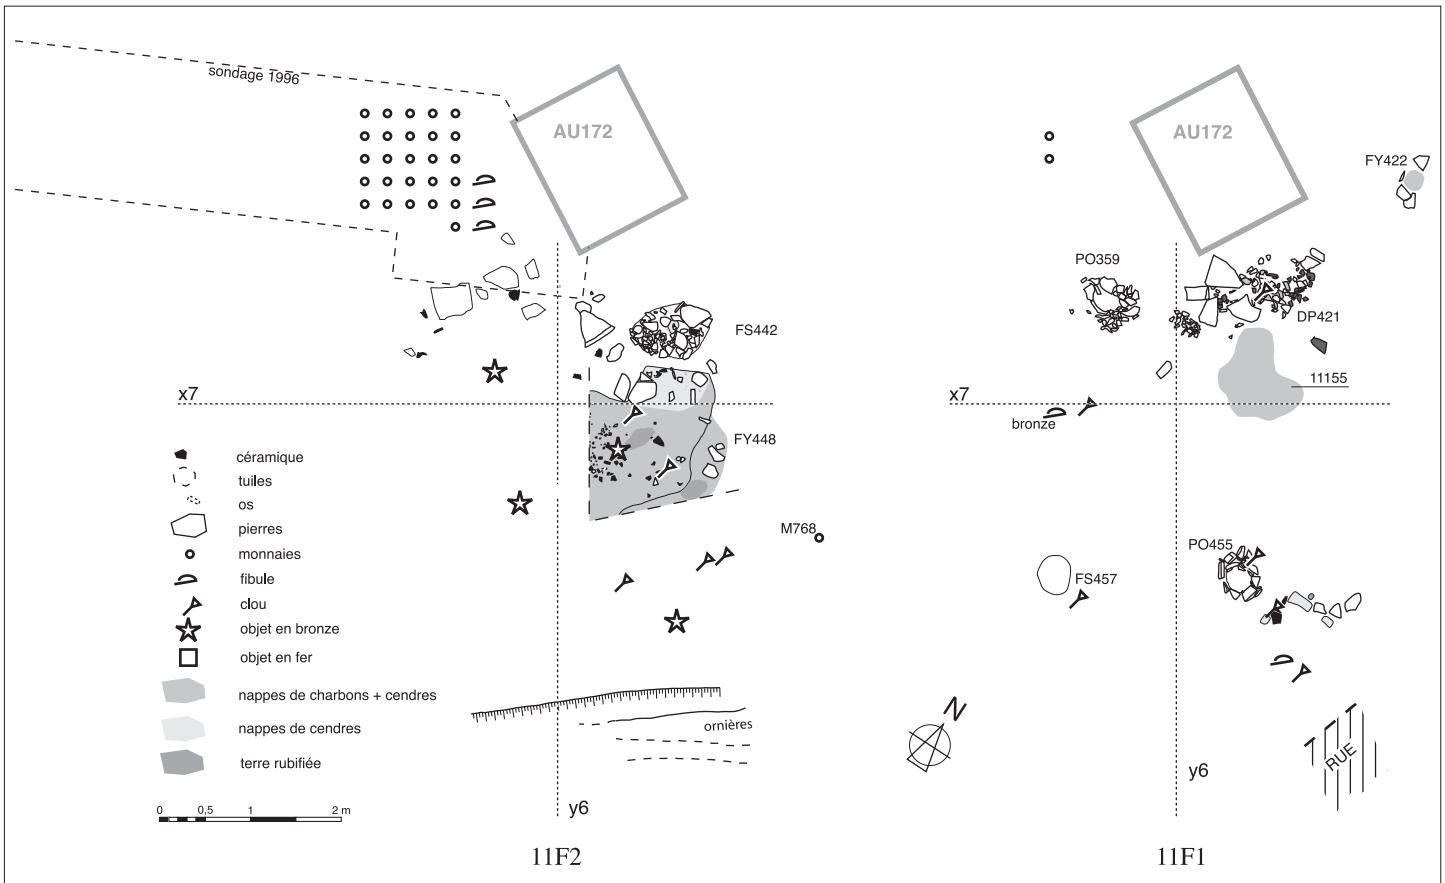 sondage 1996
AU172
FS442
x7
FY448
céramique
tuiles
os
pierres
monnaies
fibule
clou
objet en bronze
objet en fer
nappes de charbons + cendres
nappes de cendres
terre rubifiée
M768
ornières
0 0,5 1 2 m
y6
11F2
AU172
FY422
PO359
DP421
11155
x7
bronze
PO455
FS457
N
RUE
y6
11F1